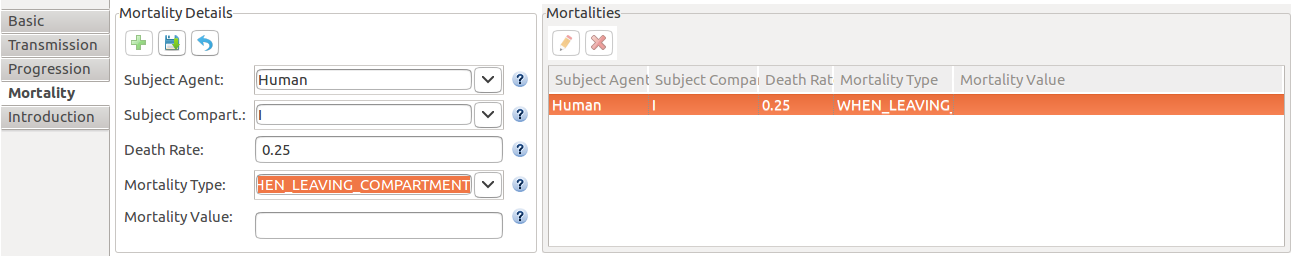 Basic
Transmission
Progression
Mortality
Introduction
Mortality Details
Subject Agent: Human ?
Subject Compart.: I ?
Death Rate: 0.25 ?
Mortality Type: HEN_LEAVING_COMPARTMENT ?
Mortality Value: ?
Mortalities
Subject Agent Subject Compar Death Rat Mortality Type Mortality Value
Human I 0.25 WHEN_LEAVING_